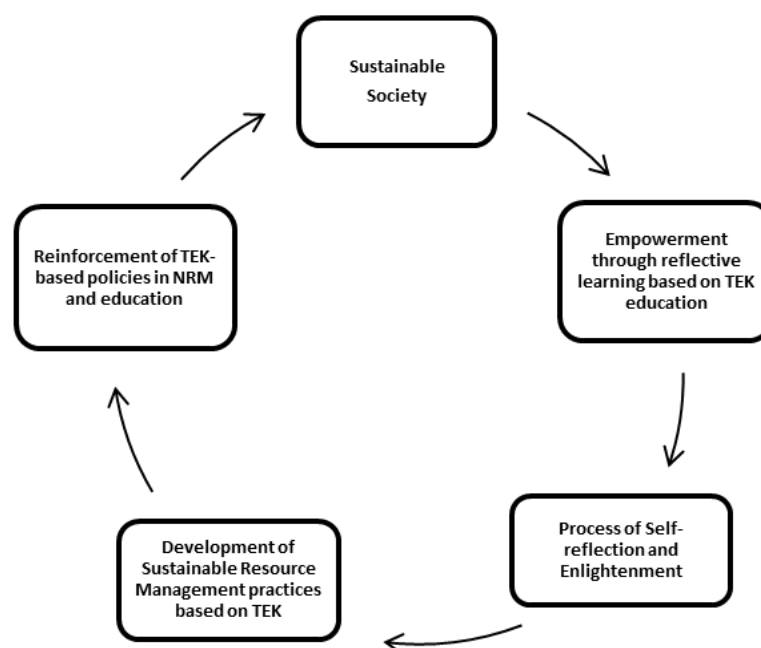 Sustainable
Society
Empowerment
through reflective
learning based on TEK
education
Process of Self-
reflection and
Enlightenment
Development of
Sustainable Resource
Management practices
based on TEK
Reinforcement of TEK-
based policies in NRM
and education